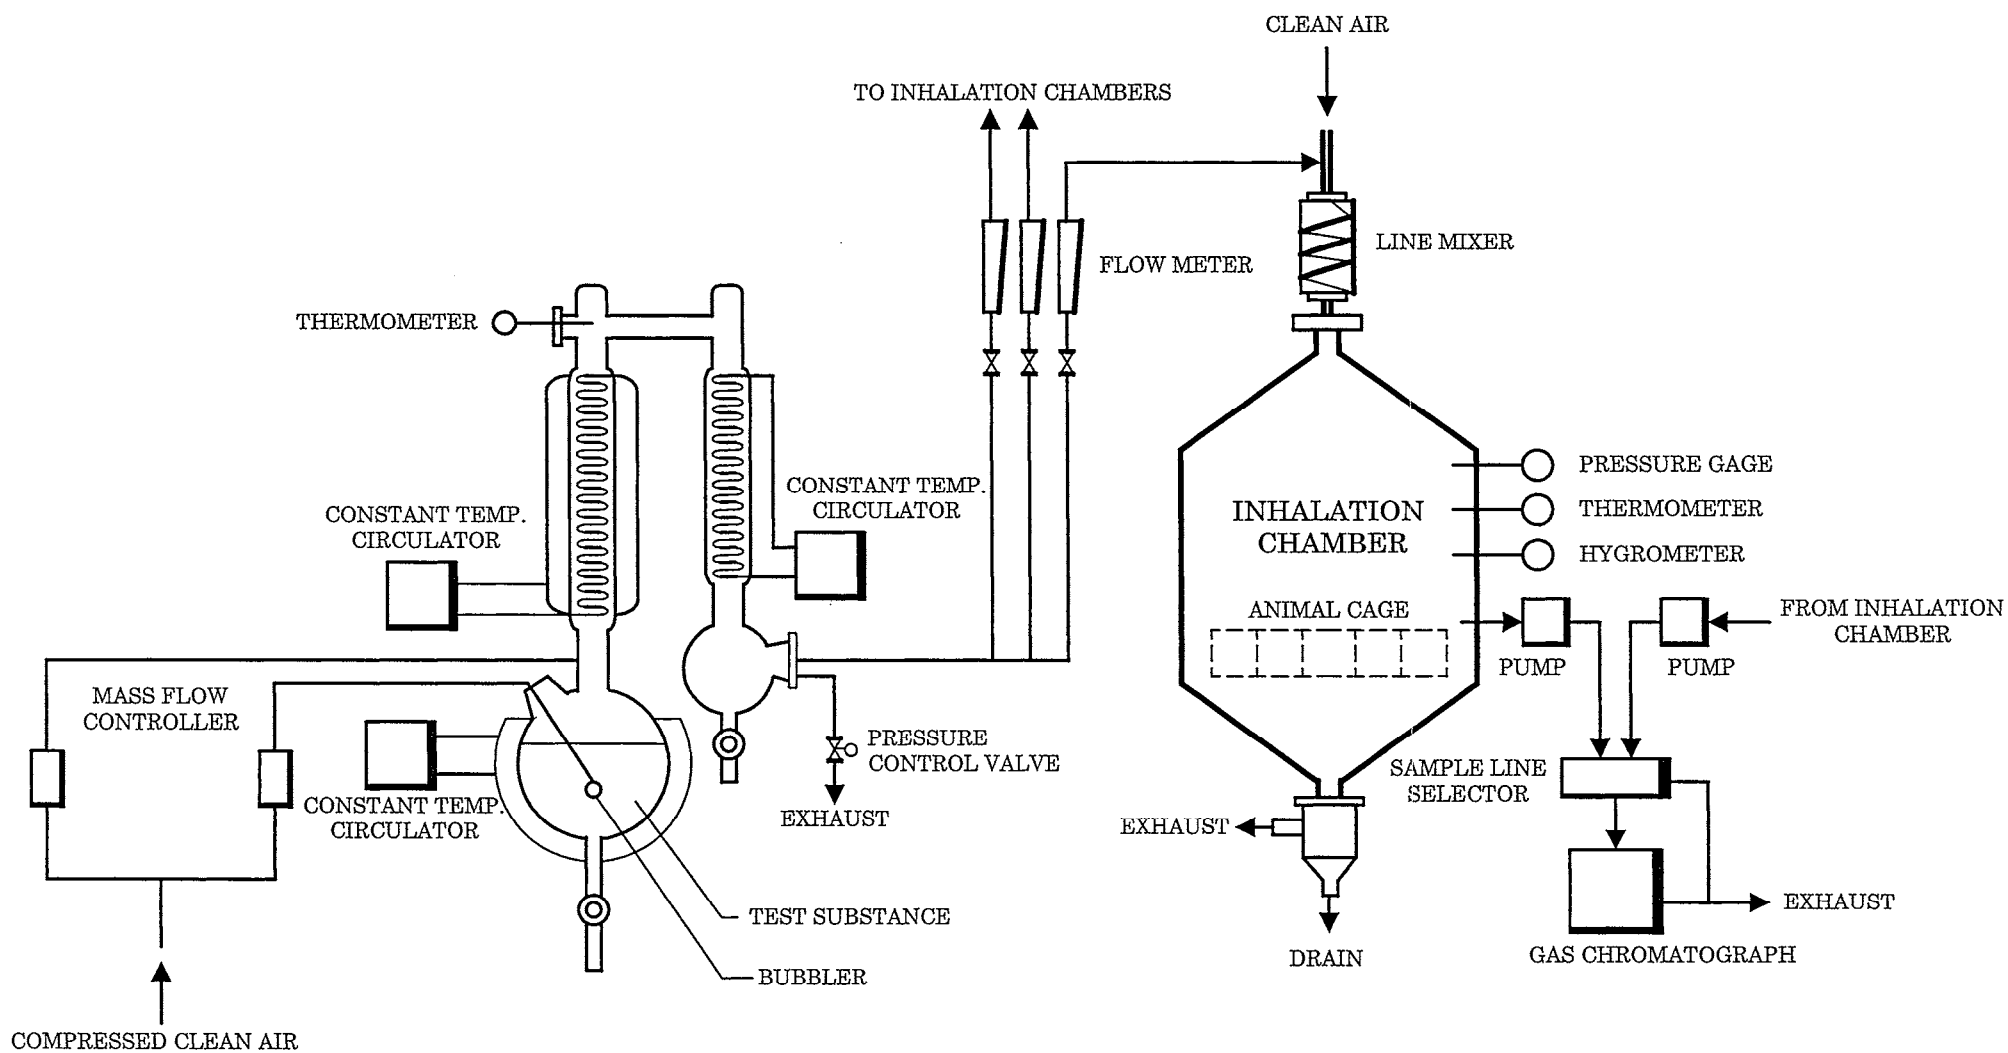 CLEAN AIR
TO INHALATION CHAMBERS
LINE MIXER
FLOW METER
THERMOMETER
PRESSURE GAGE
CONSTANT TEMP.
CIRCULATOR
THERMOMETER
CONSTANT TEMP.
CIRCULATOR
INHALATION
CHAMBER
HYGROMETER
ANIMAL CAGE
FROM INHALATION
CHAMBER
PUMP
PUMP
MASS FLOW
CONTROLLER
PRESSURE
CONTROL VALVE
SAMPLE LINE
SELECTOR
CONSTANT TEMP.
CIRCULATOR
EXHAUST
EXHAUST
EXHAUST
TEST SUBSTANCE
DRAIN
GAS CHROMATOGRAPH
BUBBLER
COMPRESSED CLEAN AIR